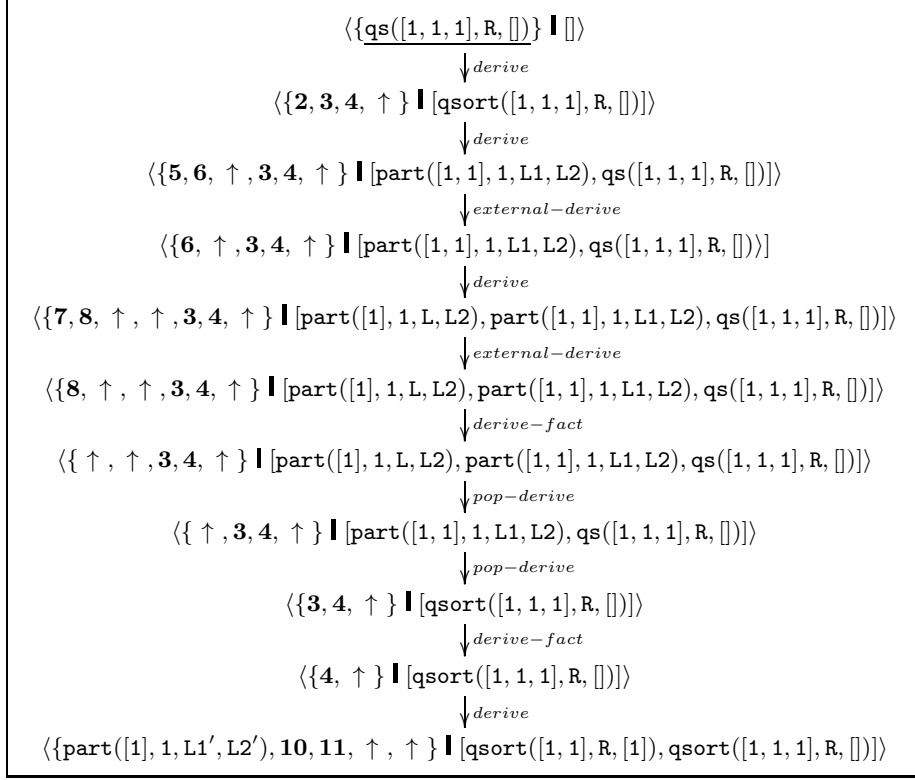 ⟨{qs([1, 1, 1], R, [])} ▌ []⟩
derive
⟨{2, 3, 4, ↑ } ▌ [qsort([1, 1, 1], R, [])]⟩
derive
⟨{5, 6, ↑ , 3, 4, ↑ } ▌ [part([1, 1], 1, L1, L2), qs([1, 1, 1], R, [])]⟩
external−derive
⟨{6, ↑ , 3, 4, ↑ } ▌ [part([1, 1], 1, L1, L2), qs([1, 1, 1], R, [])⟩]
derive
⟨{7, 8, ↑ , ↑ , 3, 4, ↑ } ▌ [part([1], 1, L, L2), part([1, 1], 1, L1, L2), qs([1, 1, 1], R, [])]⟩
external−derive
⟨{8, ↑ , ↑ , 3, 4, ↑ } ▌ [part([1], 1, L, L2), part([1, 1], 1, L1, L2), qs([1, 1, 1], R, [])]⟩
derive−fact
⟨{ ↑ , ↑ , 3, 4, ↑ } ▌ [part([1], 1, L, L2), part([1, 1], 1, L1, L2), qs([1, 1, 1], R, [])]⟩
pop−derive
⟨{ ↑ , 3, 4, ↑ } ▌ [part([1, 1], 1, L1, L2), qs([1, 1, 1], R, [])]⟩
pop−derive
⟨{3, 4, ↑ } ▌ [qsort([1, 1, 1], R, [])]⟩
derive−fact
⟨{4, ↑ } ▌ [qsort([1, 1, 1], R, [])]⟩
derive
⟨{part([1], 1, L1′, L2′), 10, 11, ↑ , ↑ } ▌ [qsort([1, 1], R, [1]), qsort([1, 1, 1], R, [])]⟩